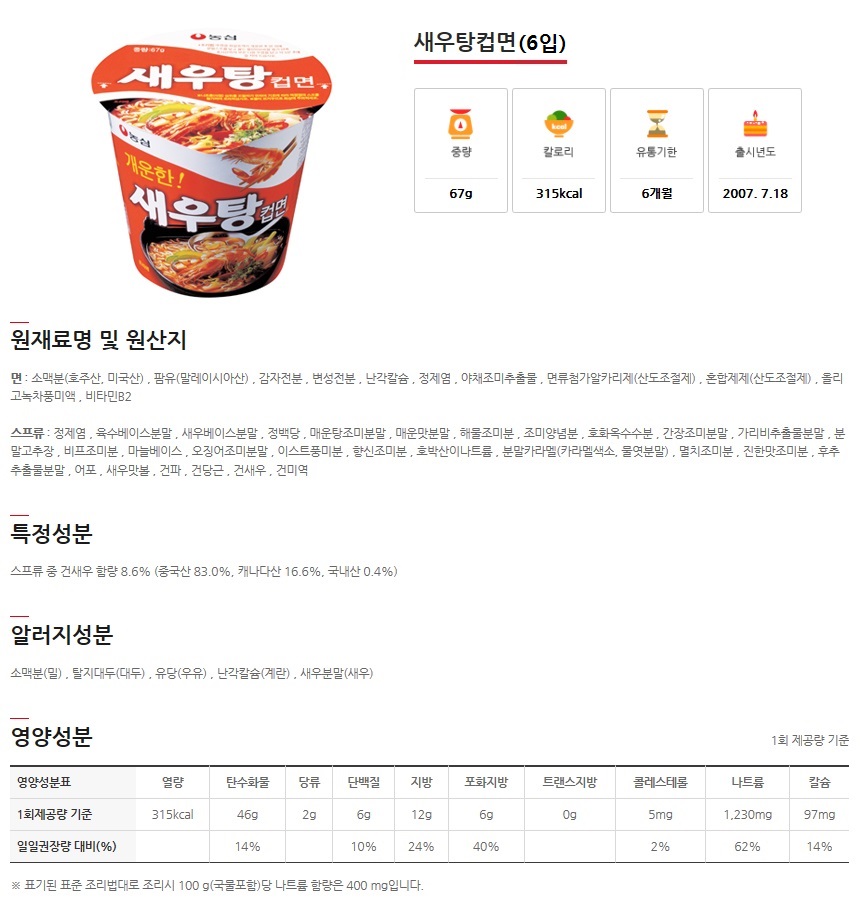 농심
중량:67g
새우탕컵면
농심
개운한!
새우탕컵면
새우탕컵면(6입)
중량 칼로리 유통기한 출시년도
kcal
67g 315kcal 6개월 2007. 7.18
원재료명 및 원산지
면 : 소맥분(호주산, 미국산) , 팜유(말레이시아산) , 감자전분 , 변성전분 , 난각칼슘 , 정제염 , 야채조미추출물 , 면류첨가알카리제(산도조절제) , 혼합제제(산도조절제) , 올리
고녹차풍미액 , 비타민B2
스프류 : 정제염 , 육수베이스분말 , 새우베이스분말 , 정백당 , 매운탕조미분말 , 매운맛분말 , 해물조미분 , 조미양념분 , 호화옥수수분 , 간장조미분말 , 가리비추출물분말 , 분
말고추장 , 비프조미분 , 마늘베이스 , 오징어조미분말 , 이스트풍미분 , 향신조미분 , 호박산이나트륨 , 분말카라멜(카라멜색소, 물엿분말) , 멸치조미분 , 진한맛조미분 , 후추
추출물분말 , 어포 , 새우맛볼 , 건파 , 건당근 , 건새우 , 건미역
특정성분
스프류 중 건새우 함량 8.6% (중국산 83.0%, 캐나다산 16.6%, 국내산 0.4%)
알러지성분
소맥분(밀) , 탈지대두(대두) , 유당(우유) , 난각칼슘(계란) , 새우분말(새우)
영양성분
1회 제공량 기준
영양성분표 열량 탄수화물 당류 단백질 지방 포화지방 트랜스지방 콜레스테롤 나트륨 칼슘
1회제공량 기준 315kcal 46g 2g 6g 12g 6g 0g 5mg 1,230mg 97mg
일일권장량 대비(%) 14% 10% 24% 40% 2% 62% 14%
※ 표기된 표준 조리법대로 조리시 100 g(국물포함)당 나트륨 함량은 400 mg입니다.